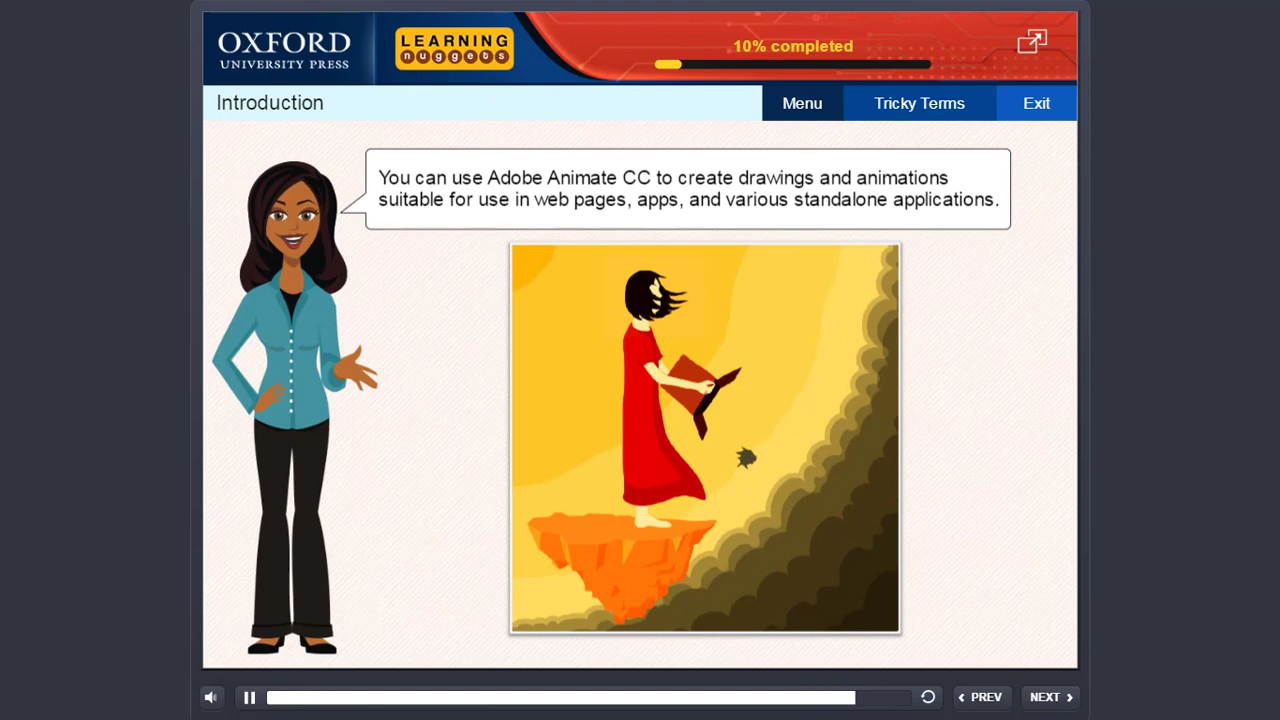 OXFORD
UNIVERSITY PRESS
LEARNING
nuggets
10% completed
Introduction
Menu
Tricky Terms
Exit
You can use Adobe Animate CC to create drawings and animations
suitable for use in web pages, apps, and various standalone applications.
PREV
NEXT